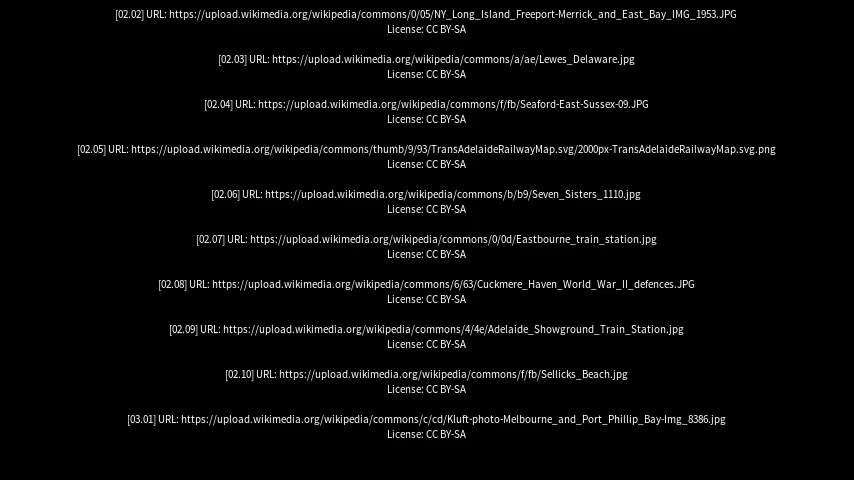 [02.02] URL: https://upload.wikimedia.org/wikipedia/commons/0/05/NY_Long_Island_Freeport-Merrick_and_East_Bay_IMG_1953.JPG
License: CC BY-SA
[02.03] URL: https://upload.wikimedia.org/wikipedia/commons/a/ae/Lewes_Delaware.jpg
License: CC BY-SA
[02.04] URL: https://upload.wikimedia.org/wikipedia/commons/f/fb/Seaford-East-Sussex-09.JPG
License: CC BY-SA
[02.05] URL: https://upload.wikimedia.org/wikipedia/commons/thumb/9/93/TransAdelaideRailwayMap.svg/2000px-TransAdelaideRailwayMap.svg.png
License: CC BY-SA
[02.06] URL: https://upload.wikimedia.org/wikipedia/commons/b/b9/Seven_Sisters_1110.jpg
License: CC BY-SA
[02.07] URL: https://upload.wikimedia.org/wikipedia/commons/0/0d/Eastbourne_train_station.jpg
License: CC BY-SA
[02.08] URL: https://upload.wikimedia.org/wikipedia/commons/6/63/Cuckmere_Haven_World_War_II_defences.JPG
License: CC BY-SA
[02.09] URL: https://upload.wikimedia.org/wikipedia/commons/4/4e/Adelaide_Showground_Train_Station.jpg
License: CC BY-SA
[02.10] URL: https://upload.wikimedia.org/wikipedia/commons/f/fb/Sellicks_Beach.jpg
License: CC BY-SA
[03.01] URL: https://upload.wikimedia.org/wikipedia/commons/c/cd/Kluft-photo-Melbourne_and_Port_Phillip_Bay-Img_8386.jpg
License: CC BY-SA